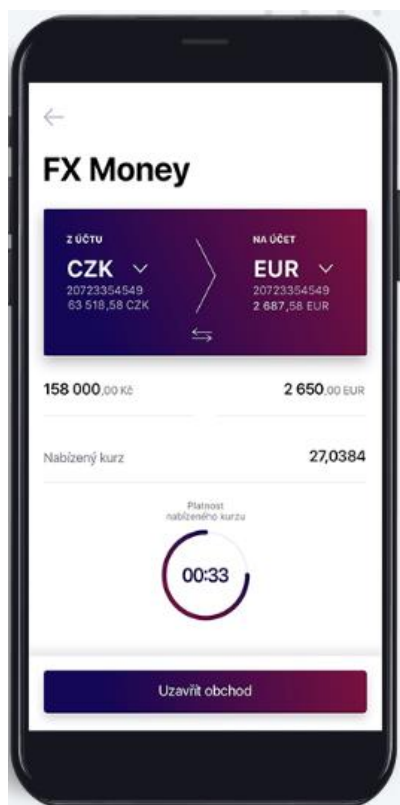 FX Money
Z ÚČTU
CZK
20723354549
63 518,58 CZK
NA ÚČET
EUR
20723354549
2 687,58 EUR
158 000,00 Kč
2 650,00 EUR
Nabízený kurz
27,0384
Platnost
nabízeného kurzu
00:33
Uzavřít obchod